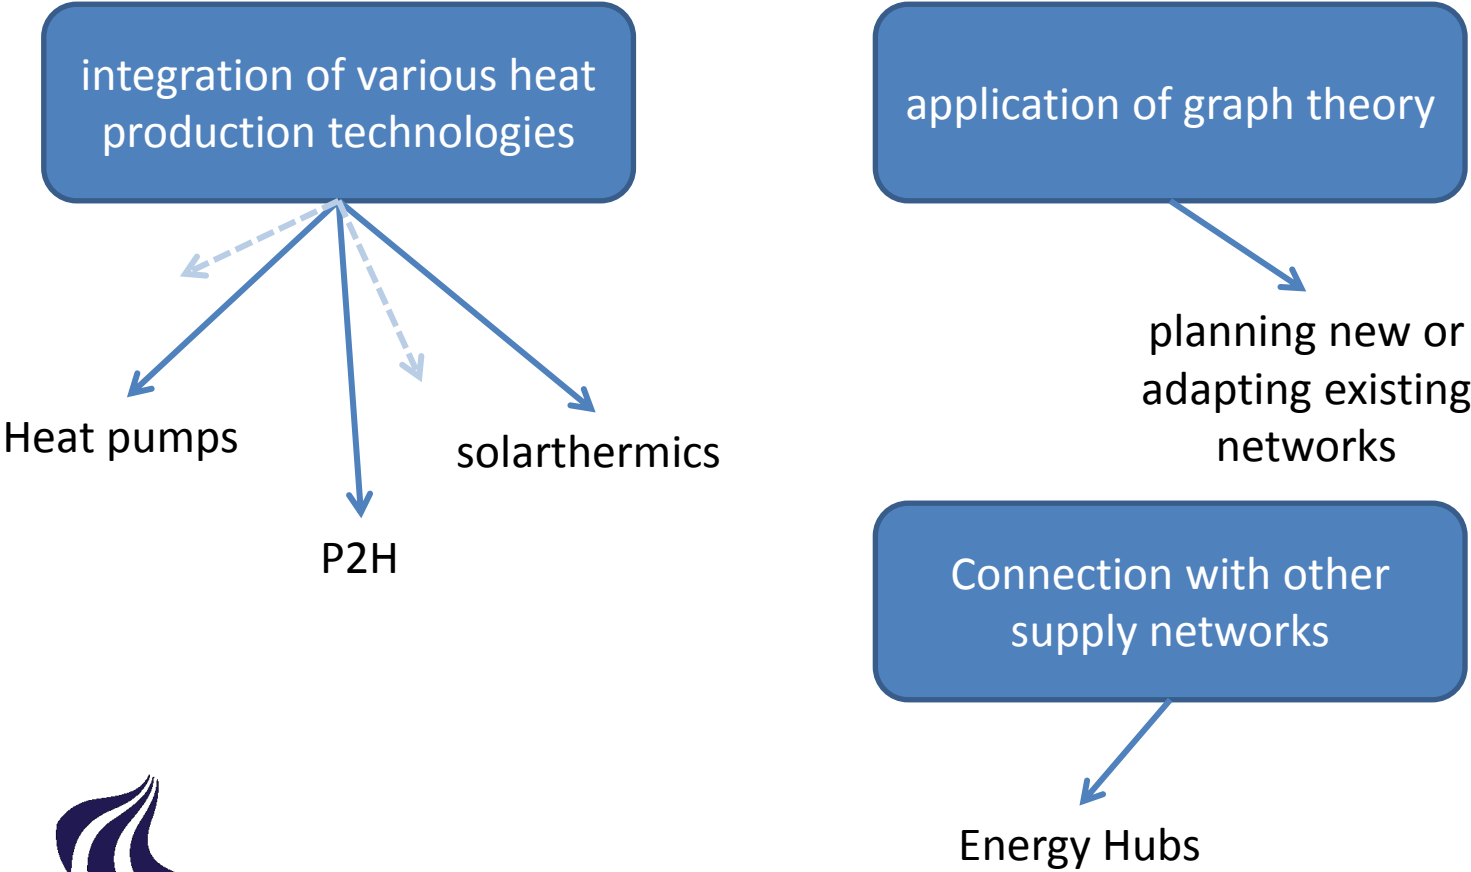 integration of various heat
production technologies
Heat pumps
solarthermics
P2H
application of graph theory
planning new or
adapting existing
networks
Connection with other
supply networks
Energy Hubs